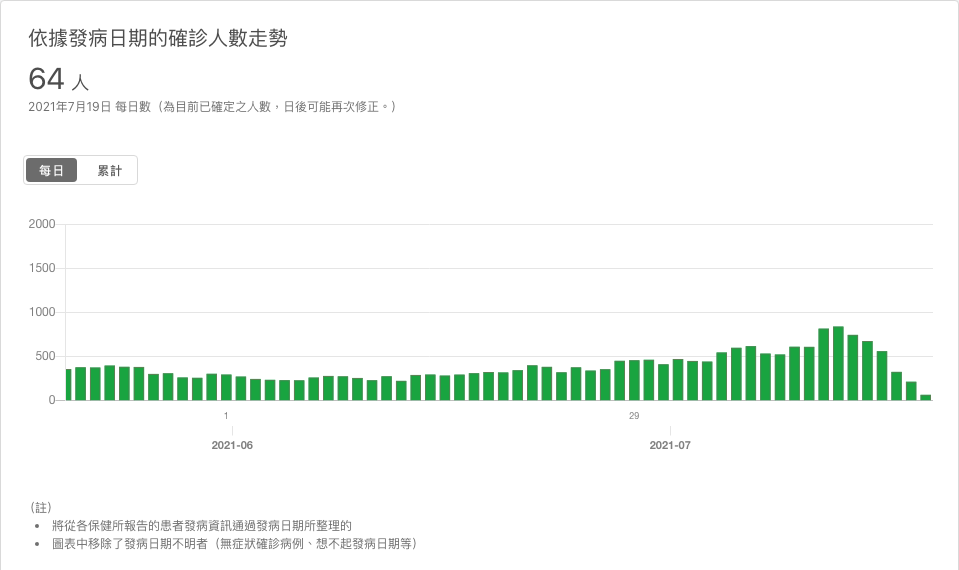 依據發病日期的確診人數走勢
64 人
2021年7月19日 每日數（為目前已確定之人數，日後可能再次修正。）
每日 累計
2000
1500
1000
500
0
1 29
2021-06 2021-07
（註）
• 將從各保健所報告的患者發病資訊通過發病日期所整理的
• 圖表中移除了發病日期不明者（無症狀確診病例、想不起發病日期等）